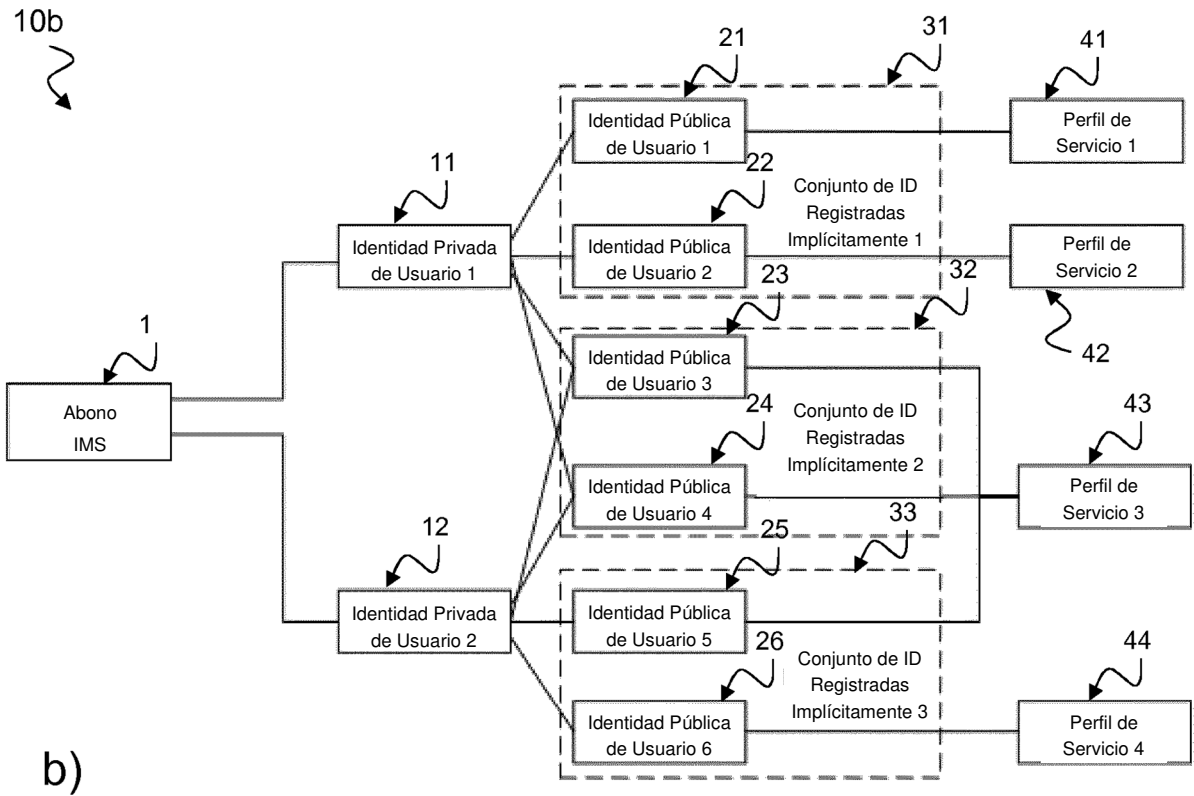 10b
21
31
41
Identidad Pública
de Usuario 1
Perfil de
Servicio 1
11
22
Conjunto de ID
Registradas
Implícitamente 1
Identidad Privada
de Usuario 1
Identidad Pública
de Usuario 2
Perfil de
Servicio 2
23
32
42
1
Identidad Pública
de Usuario 3
Abono
IMS
24
Conjunto de ID
Registradas
Implícitamente 2
43
Identidad Pública
de Usuario 4
Perfil de
Servicio 3
12
25
33
Identidad Privada
de Usuario 2
Identidad Pública
de Usuario 5
26
Conjunto de ID
Registradas
Implícitamente 3
44
Identidad Pública
de Usuario 6
Perfil de
Servicio 4
b)